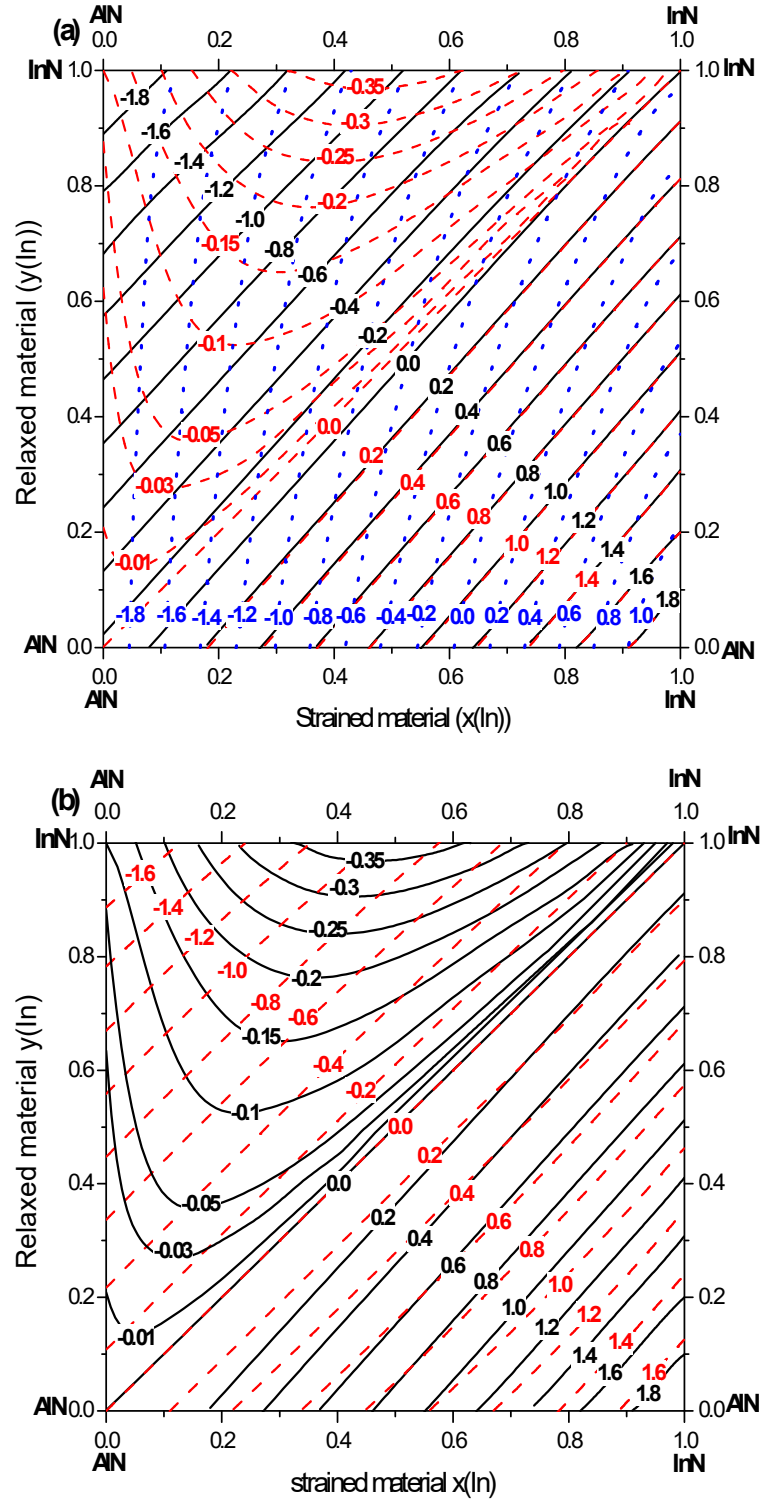 AlN InN
(a)
0.0 0.2 0.4 0.6 0.8 1.0
InN 1.0 1.0 InN
-0.35
-1.8
-0.3
-1.6
-0.25
-1.4
0.8 0.8
-1.2 -0.2
-1.0
-0.15 -0.8
-0.6
0.6 0.6
-0.4
-0.2
-0.1 0.0
0.2
0.4 0.4 0.4
-0.05 0.0 0.6
0.2 0.8
-0.03 0.4 1.0
0.6 0.8 1.2
0.2 1.0 0.2
1.2 1.4
-0.01 1.4 1.6
1.8
-1.8 -1.6 -1.4 -1.2 -1.0 -0.8 -0.6 -0.4 -0.2 0.0 0.2 0.4 0.6 0.8 1.0
AlN 0.0 0.0 AlN
0.0 0.2 0.4 0.6 0.8 1.0
AlN InN
Strained material (x(In))
Relaxed material (y(In))
AlN InN
(b)
0.0 0.2 0.4 0.6 0.8 1.0
InN 1.0 1.0 InN
-0.35
-1.6 -0.3
-1.4
-0.25
-1.2
0.8 0.8
-1.0 -0.2
-0.8
-0.6
-0.15
-0.4
0.6 0.6
-0.2
-0.1
0.0
0.2
0.4 0.0 0.4 0.4
-0.05 0.2 0.6
0.4 0.8
-0.03 0.6
0.8 1.0
0.2 1.0 1.2 0.2
-0.01 1.2 1.4
1.4
1.6 1.6
1.8
AlN 0.0 0.0 AlN
0.0 0.2 0.4 0.6 0.8 1.0
AlN InN
strained material x(In)
Relaxed material y(In)